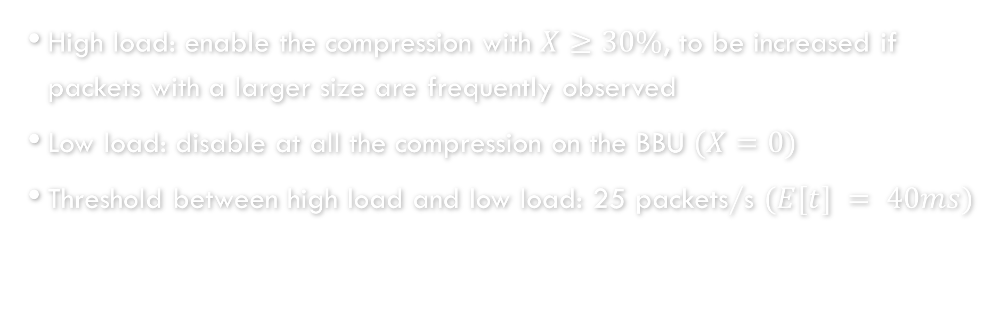 • High load: enable the compression with X ≥ 30%, to be increased if
packets with a larger size are frequently observed
• Low load: disable at all the compression on the BBU (X = 0)
• Threshold between high load and low load: 25 packets/s (E[t] = 40ms)